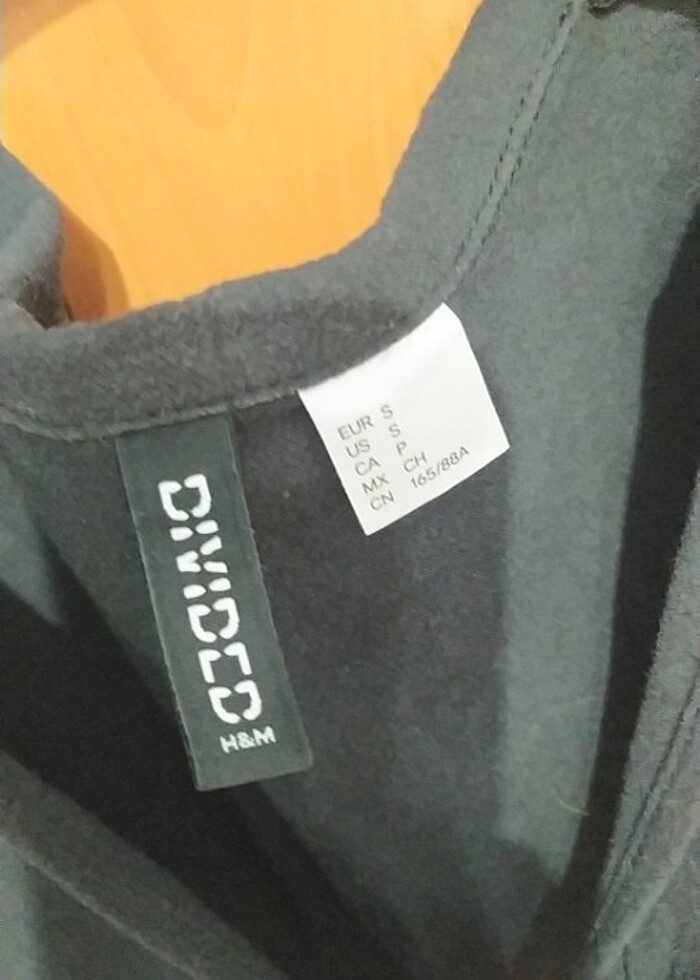 EUR S
US S
CA P
MX CH
CN 165/88A
DIVIDED
H&M